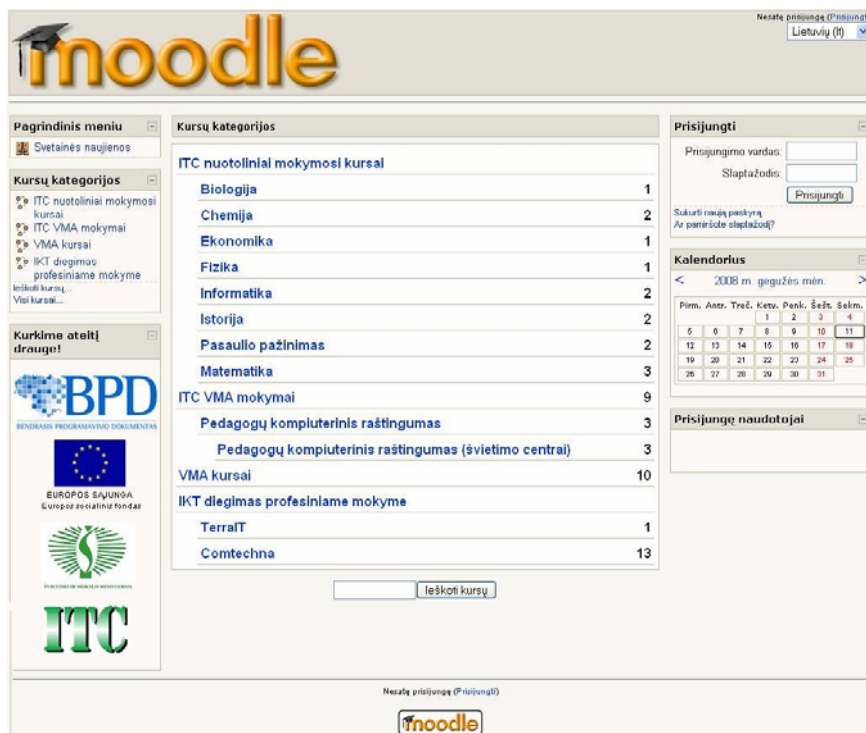 moodle
Nesate prisijungę (Prisijungti)
Lietuvių (lt)
Pagrindinis meniu
Svetainės naujienos
Kursų kategorijos
ITC nuotoliniai mokymosi
kursai
ITC VMA mokymai
VMA kursai
IKT diegimas
profesiniame mokyme
Ieškoti kursų...
Visi kursai...
Kurkime ateitį
drauge!
BPD
BENDRASIS PROGRAMAVIMO DOKUMENTAS
EUROPOS SĄJUNGA
Europos socialinis fondas
ITC
Kursų kategorijos
ITC nuotoliniai mokymosi kursai
Biologija 1
Chemija 2
Ekonomika 1
Fizika 1
Informatika 2
Istorija 2
Pasaulio pažinimas 2
Matematika 3
ITC VMA mokymai 9
Pedagogų kompiuterinis raštingumas 3
Pedagogų kompiuterinis raštingumas (švietimo centrai) 3
VMA kursai 10
IKT diegimas profesiniame mokyme
TerraIT 1
Comtechna 13
Ieškoti kursų
Prisijungti
Prisijungimo vardas:
Slaptažodis:
Prisijungti
Sukurti naują paskyrą
Ar pamiršote slaptažodį?
Kalendorius
< 2008 m. gegužės mėn. >
Pirm. Antr. Treč. Ketv. Penk. Šešt. Sekm.
1 2 3 4
5 6 7 8 9 10 11
12 13 14 15 16 17 18
19 20 21 22 23 24 25
26 27 28 29 30 31
Prisijungę naudotojai
Nesate prisijungę (Prisijungti)
moodle